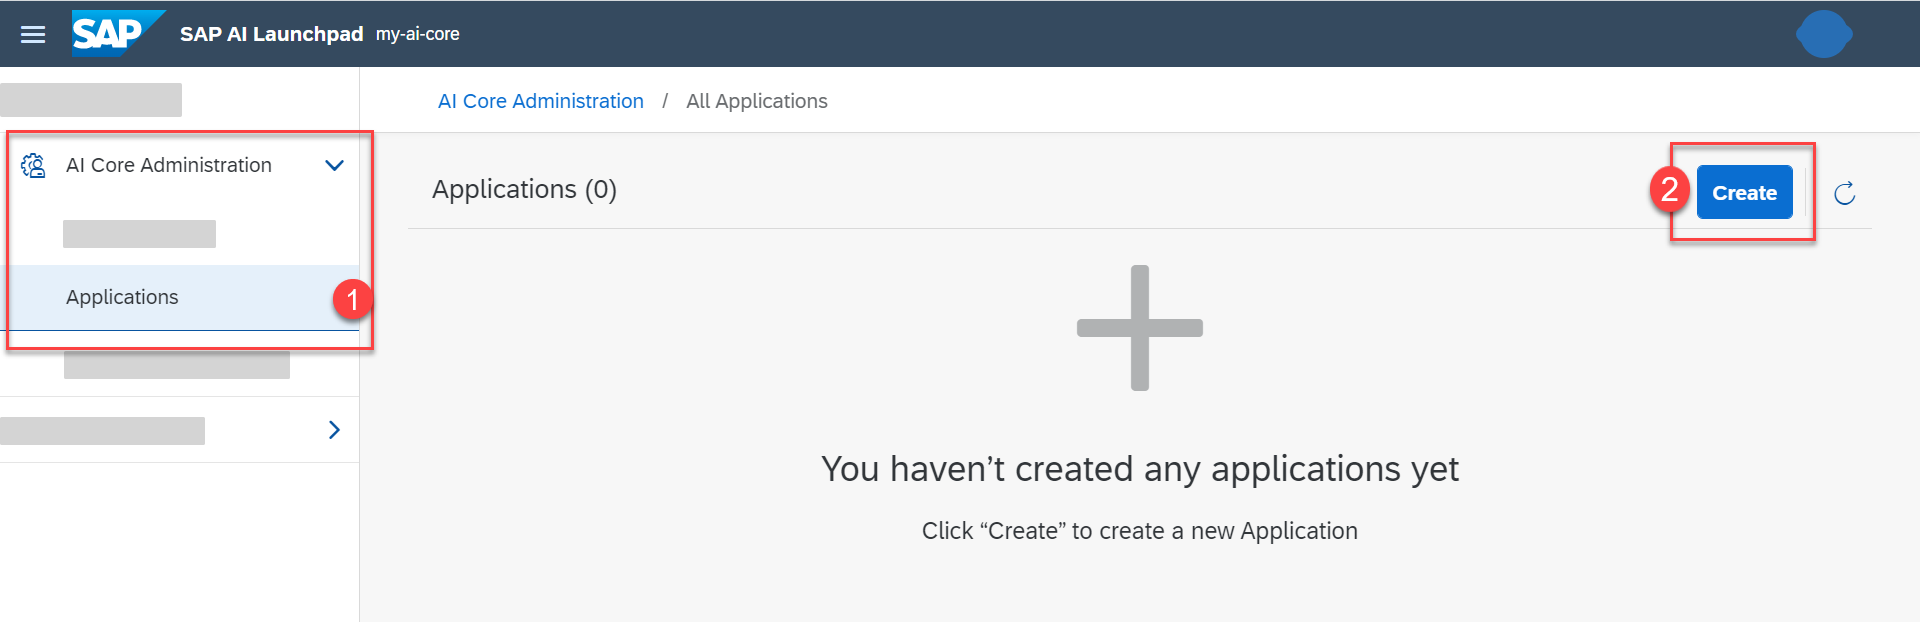 SAP SAP AI Launchpad my-ai-core
AI Core Administration / All Applications
AI Core Administration
Applications
1
Applications (0)
2
Create
You haven’t created any applications yet
Click “Create” to create a new Application